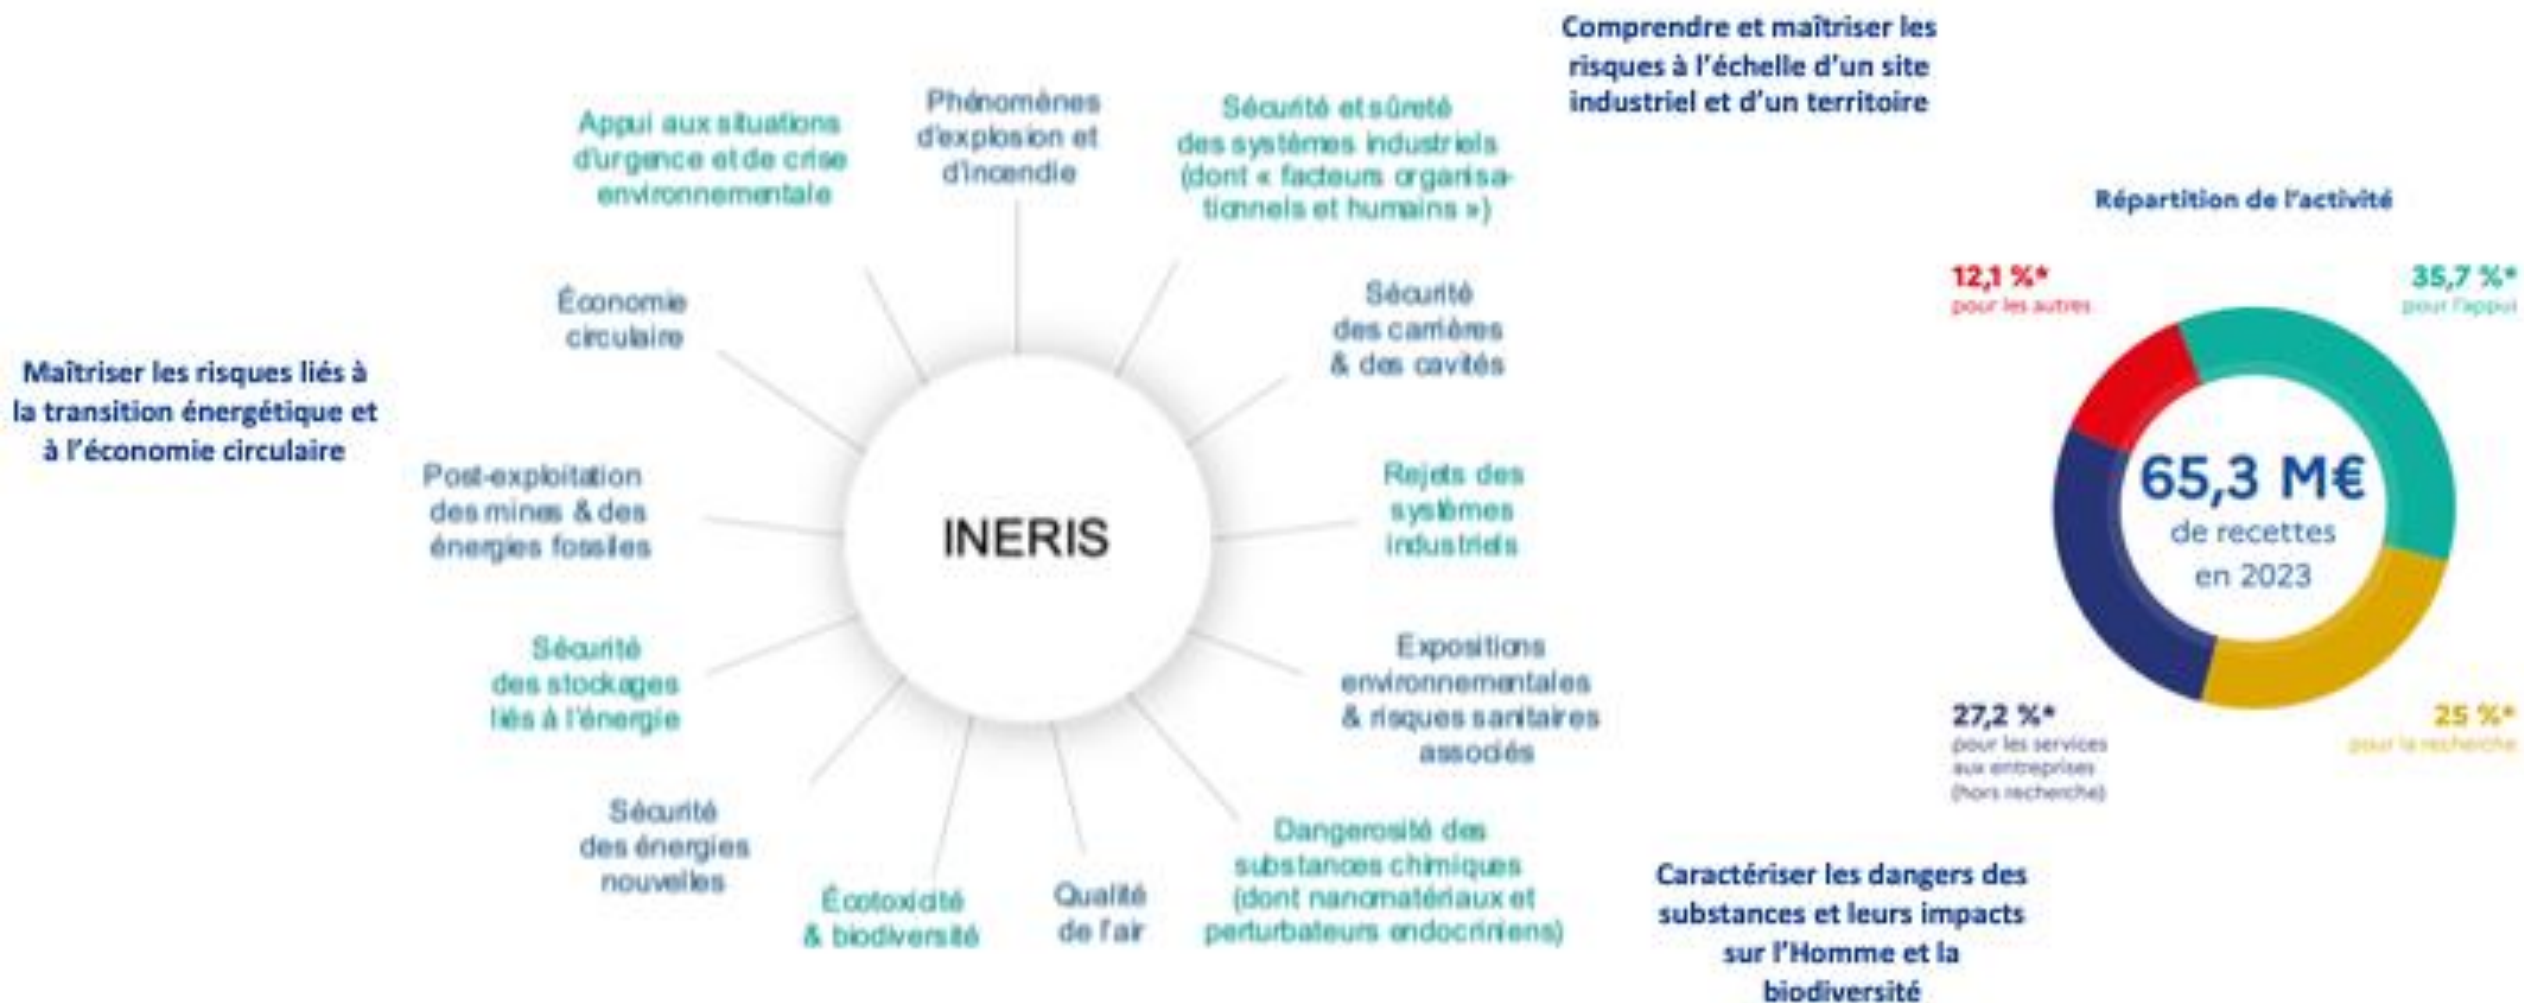 Comprendre et maîtriser les
risques à l'échelle d'un site
industriel et d'un territoire
Appui aux situations
d'urgence et de crise
environnementale
Phénomènes
d'explosion et
d'incendie
Sécurité et sûreté
des systèmes industriels
(dont « facteurs organisa-
tionnels et humains »)
Économie
circulaire
Sécurité
des carrières
& des cavités
Maîtriser les risques liés à
la transition énergétique et
à l'économie circulaire
Post-exploitation
des mines & des
énergies fossiles
INERIS
Rejets des
systèmes
industriels
Sécurité
des stockages
liés à l'énergie
Expositions
environnementales
& risques sanitaires
associés
Sécurité
des énergies
nouvelles
Écotoxicité
& biodiversité
Qualité
de l'air
Dangerosité des
substances chimiques
(dont nanomatériaux et
perturbateurs endocriniens)
Caractériser les dangers des
substances et leurs impacts
sur l'Homme et la
biodiversité
Répartition de l'activité
12,1 %*
pour les autres
35,7 %*
pour l'appui
65,3 M€
de recettes
en 2023
27,2 %*
pour les services
aux entreprises
(hors recherche)
25 %*
pour la recherche